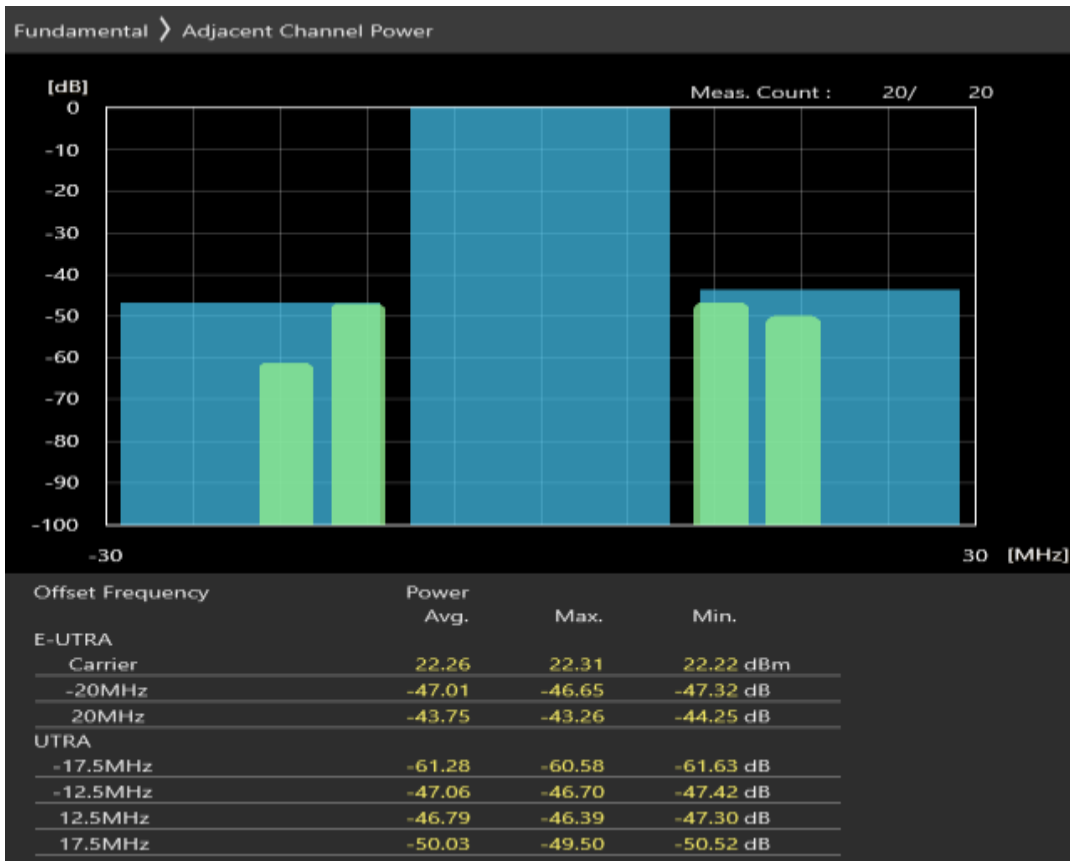 Fundamental 〉 Adjacent Channel Power
[dB]
Meas. Count : 20/ 20
0
-10
-20
-30
-40
-50
-60
-70
-80
-90
-100
-30 30 [MHz]
Offset Frequency Power
Avg. Max. Min.
E-UTRA
Carrier 22.26 22.31 22.22 dBm
-20MHz -47.01 -46.65 -47.32 dB
20MHz -43.75 -43.26 -44.25 dB
UTRA
-17.5MHz -61.28 -60.58 -61.63 dB
-12.5MHz -47.06 -46.70 -47.42 dB
12.5MHz -46.79 -46.39 -47.30 dB
17.5MHz -50.03 -49.50 -50.52 dB